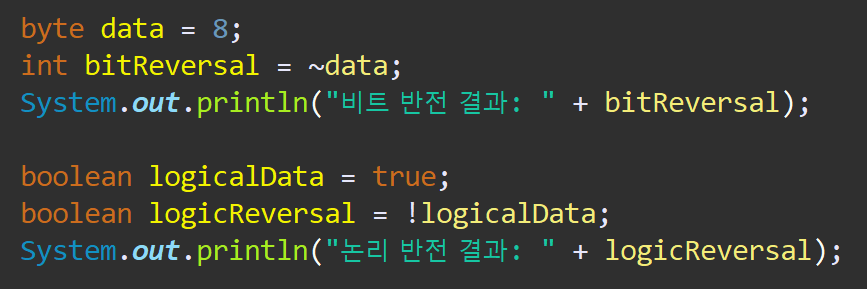 byte data = 8;
int bitReversal = ~data;
System.out.println("비트 반전 결과: " + bitReversal);
boolean logicalData = true;
boolean logicReversal = !logicalData;
System.out.println("논리 반전 결과: " + logicReversal);